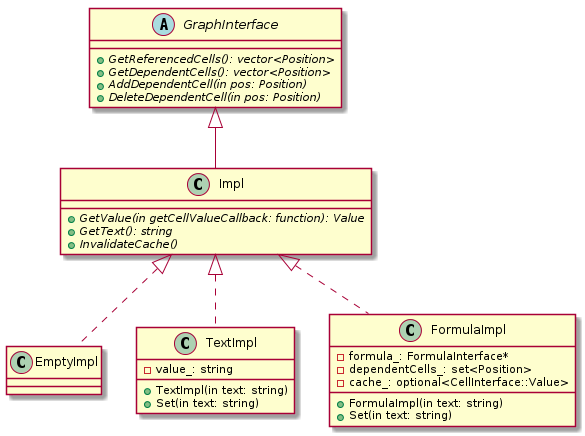 A GraphInterface
GetReferencedCells(): vector<Position>
GetDependentCells(): vector<Position>
AddDependentCell(in pos: Position)
DeleteDependentCell(in pos: Position)
C Impl
GetValue(in getCellValueCallback: function): Value
GetText(): string
InvalidateCache()
C EmptyImpl
C TextImpl
value_: string
TextImpl(in text: string)
Set(in text: string)
C FormulaImpl
formula_: FormulaInterface*
dependentCells_: set<Position>
cache_: optional<CellInterface::Value>
FormulaImpl(in text: string)
Set(in text: string)